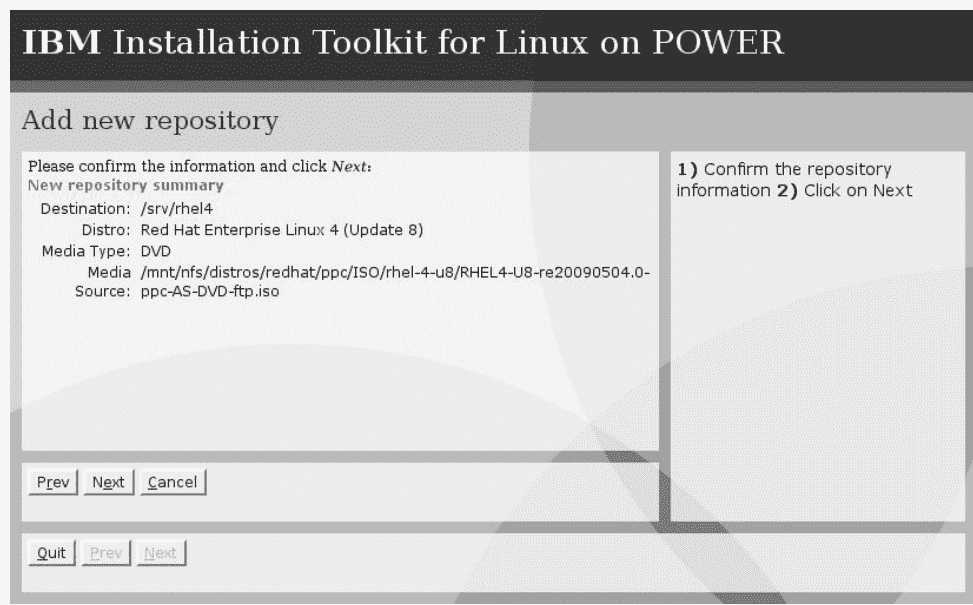 IBM Installation Toolkit for Linux on POWER
Add new repository
Please confirm the information and click Next:
New repository summary
Destination: /srv/rhel4
Distro: Red Hat Enterprise Linux 4 (Update 8)
Media Type: DVD
Media /mnt/nfs/distros/redhat/ppc/ISO/rhel-4-u8/RHEL4-U8-re20090504.0-
Source: ppc-AS-DVD-ftp.iso
1) Confirm the repository
information 2) Click on Next
Prev Next Cancel
Quit Prev Next